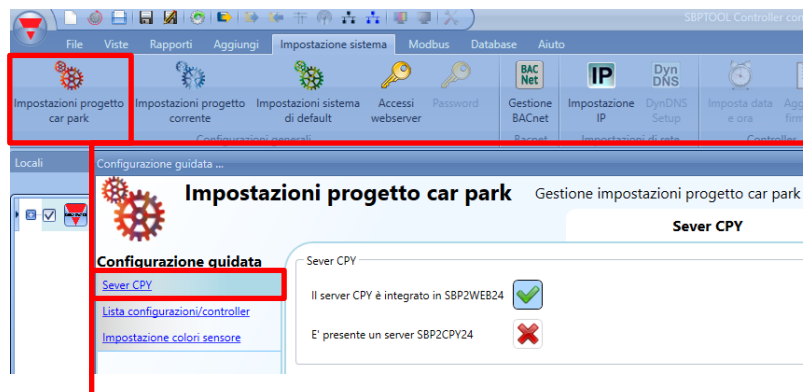 SBPTOOL Controller con
File Viste Rapporti Aggiungi Impostazione sistema Modbus Database Aiuto
BAC Net IP Dyn DNS
Impostazioni progetto car park
Impostazioni progetto corrente
Impostazioni sistema di default
Accessi webserver
Password
Gestione BACnet
Impostazione IP
DynDNS Setup
Imposta data e ora
Configurazioni generali
Bacnet
Impostazioni di rete
Locali
Configurazione guidata ...
Impostazioni progetto car park Gestione impostazioni progetto car park
Sever CPY
Configurazione guidata
Sever CPY
Lista configurazioni/controller
Impostazione colori sensore
Sever CPY
Il server CPY è integrato in SBP2WEB24
E' presente un server SBP2CPY24